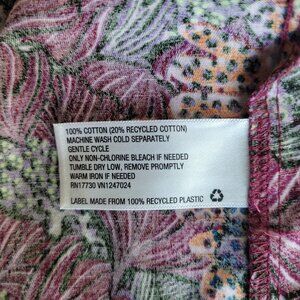 100% COTTON (20% RECYCLED COTTON)
MACHINE WASH COLD SEPARATELY
GENTLE CYCLE
ONLY NON-CHLORINE BLEACH IF NEEDED
TUMBLE DRY LOW, REMOVE PROMPTLY
WARM IRON IF NEEDED
RN17730 VN1247024
LABEL MADE FROM 100% RECYCLED PLASTIC